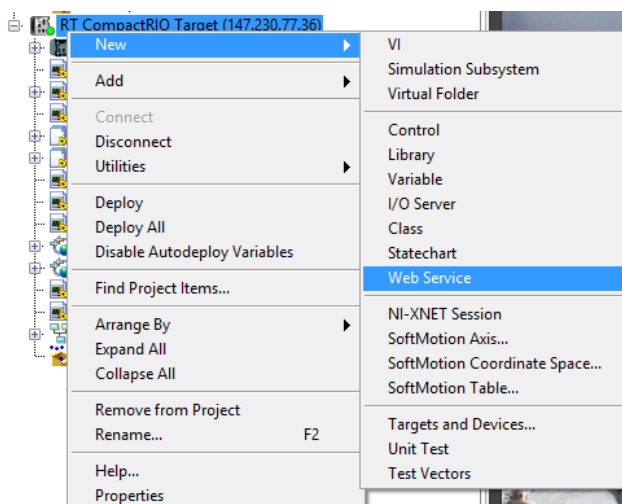 RT CompactRIO Target (147.230.77.36)
New
Add
Connect
Disconnect
Utilities
Deploy
Deploy All
Disable Autodeploy Variables
Find Project Items...
Arrange By
Expand All
Collapse All
Remove from Project
Rename... F2
Help...
Properties
VI
Simulation Subsystem
Virtual Folder
Control
Library
Variable
I/O Server
Class
Statechart
Web Service
NI-XNET Session
SoftMotion Axis...
SoftMotion Coordinate Space...
SoftMotion Table...
Targets and Devices...
Unit Test
Test Vectors